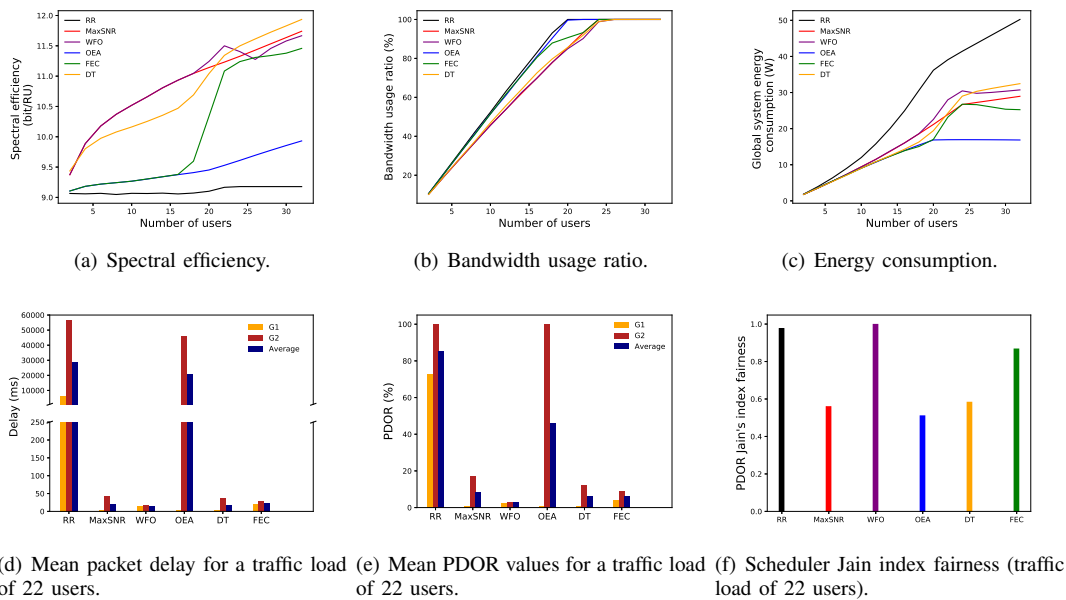 12.0
11.5
11.0
10.5
10.0
9.5
9.0
Spectral efficiency
(bit/RU)
RR
MaxSNR
WFO
OEA
FEC
DT
5 10 15 20 25 30
Number of users
(a) Spectral efficiency.
100
80
60
40
20
Bandwidth usage ratio (%)
RR
MaxSNR
WFO
OEA
FEC
DT
5 10 15 20 25 30
Number of users
(b) Bandwidth usage ratio.
50
40
30
20
10
0
Global system energy
consumption (W)
RR
MaxSNR
WFO
OEA
FEC
DT
5 10 15 20 25 30
Number of users
(c) Energy consumption.
60000
50000
40000
30000
20000
10000
250
200
150
100
50
0
Delay (ms)
G1
G2
Average
RR MaxSNR WFO OEA DT FEC
(d) Mean packet delay for a traffic load
of 22 users.
100
80
60
40
20
0
PDOR (%)
G1
G2
Average
RR MaxSNR WFO OEA DT FEC
(e) Mean PDOR values for a traffic load
of 22 users.
1.0
0.8
0.6
0.4
0.2
0.0
PDOR Jain's index fairness
RR MaxSNR WFO OEA DT FEC
(f) Scheduler Jain index fairness (traffic
load of 22 users).